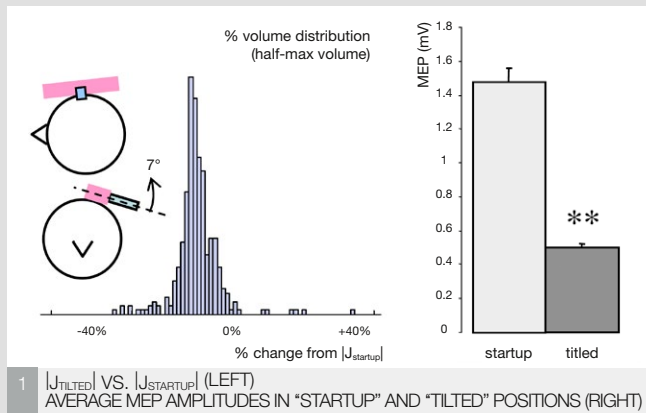 % volume distribution
(half-max volume)
7°
-40%
0%
+40%
% change from |Jstartup|
MEP (mV)
1.8
1.6
1.4
1.2
1
0.8
0.6
0.4
0.2
0
**
startup
titled
1
|JTILTED| VS. |JSTARTUP| (LEFT)
AVERAGE MEP AMPLITUDES IN “STARTUP” AND “TILTED” POSITIONS (RIGHT)